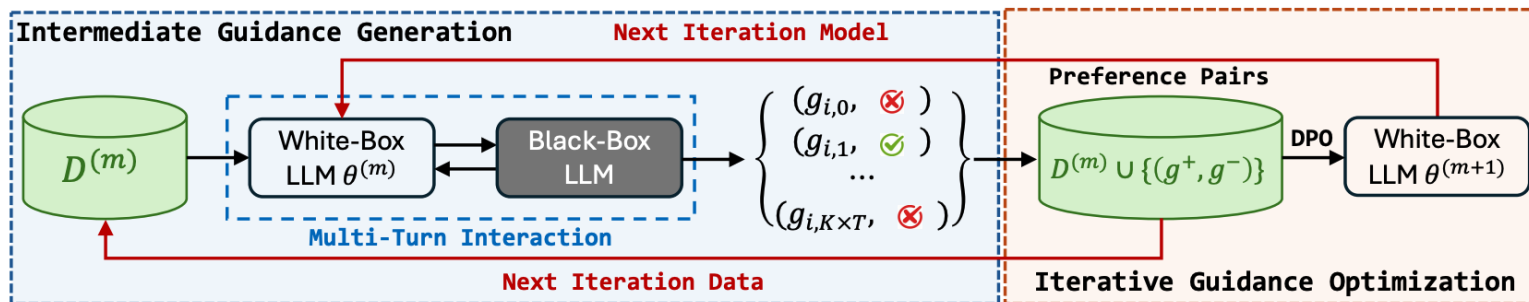 Intermediate Guidance Generation
Next Iteration Model
D^(m)
White-Box
LLM θ^(m)
Black-Box
LLM
Multi-Turn Interaction
(g_{i,0}, ❌)
(g_{i,1}, ✅)
...
(g_{i,K×T}, ❌)
Next Iteration Data
Preference Pairs
D^(m) ∪ {(g^+, g^-)}
DPO
White-Box
LLM θ^(m+1)
Iterative Guidance Optimization